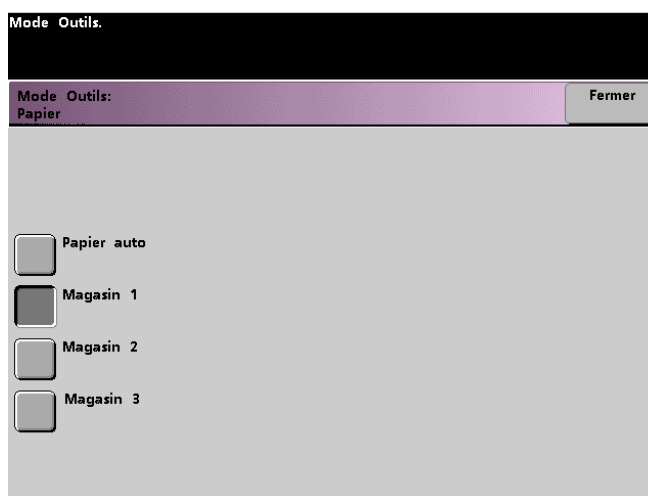 Mode Outils.
Mode Outils:
Papier
Fermer
Papier auto
Magasin 1
Magasin 2
Magasin 3